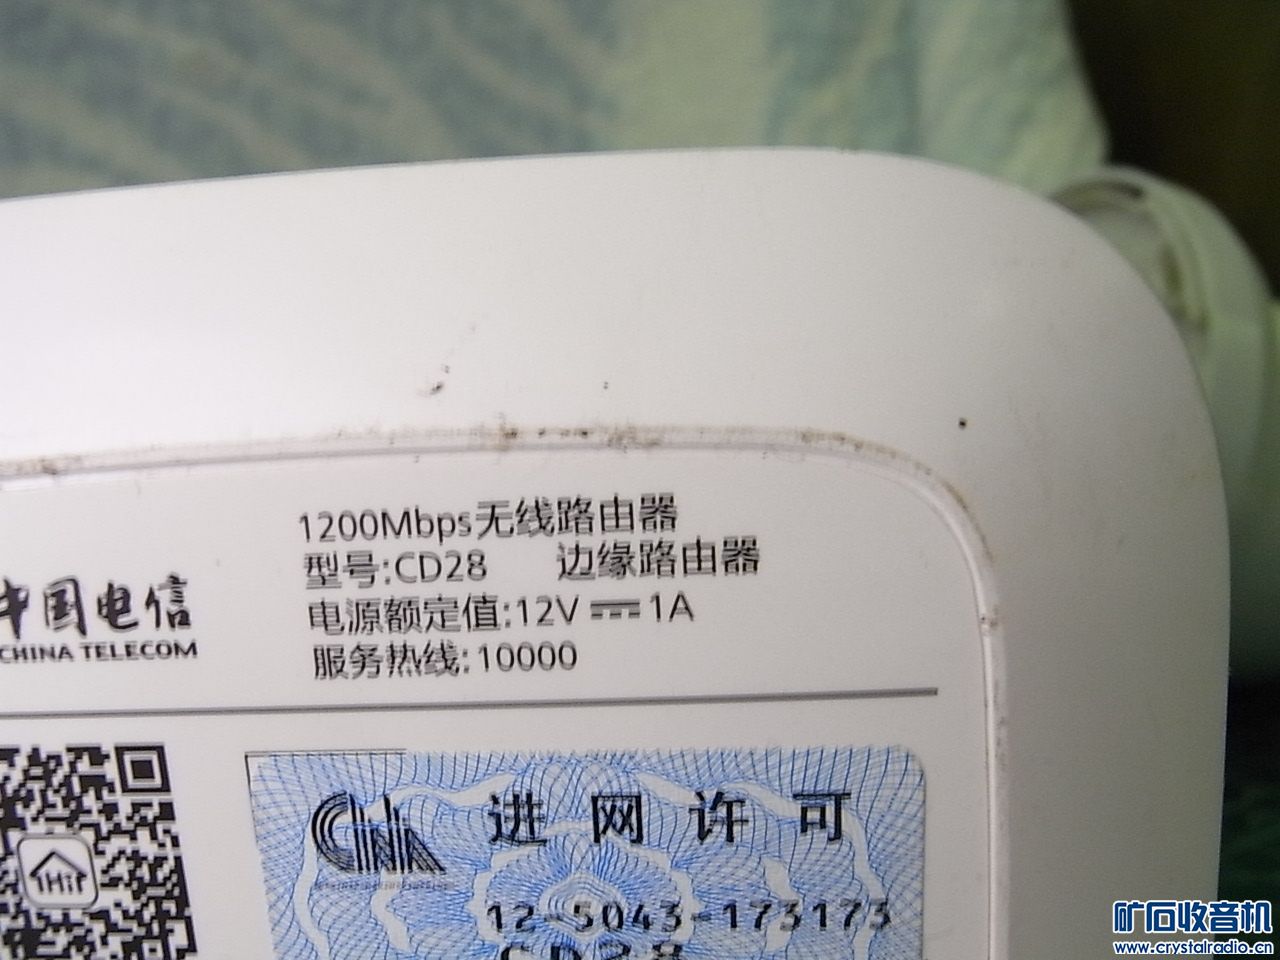 1200Mbps无线路由器
型号:CD28 边缘路由器
电源额定值:12V 1A
服务热线:10000
中国电信
CHINA TELECOM
进网许可
12-5043-173173
CD28
矿石收音机
www.crystalradio.cn